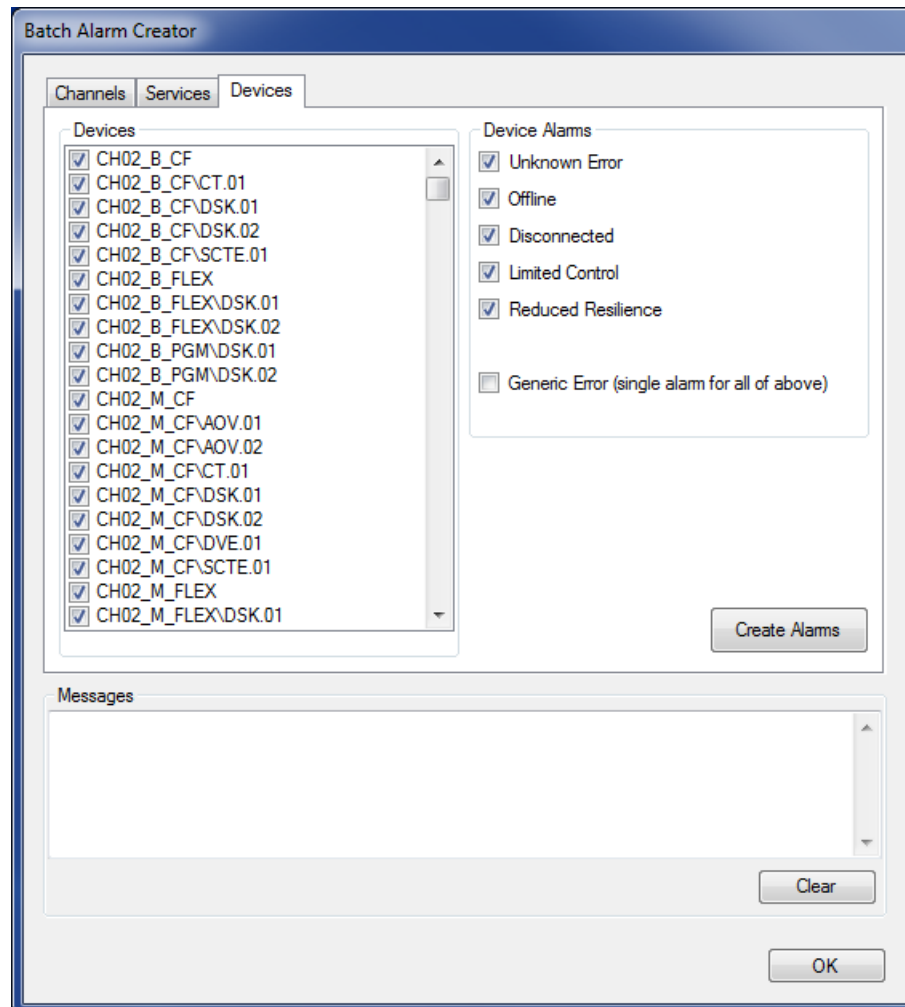 Batch Alarm Creator
Channels Services Devices
Devices
CH02_B_CF
CH02_B_CF\CT.01
CH02_B_CF\DSK.01
CH02_B_CF\DSK.02
CH02_B_CF\SCTE.01
CH02_B_FLEX
CH02_B_FLEX\DSK.01
CH02_B_FLEX\DSK.02
CH02_B_PGM\DSK.01
CH02_B_PGM\DSK.02
CH02_M_CF
CH02_M_CF\AOV.01
CH02_M_CF\AOV.02
CH02_M_CF\CT.01
CH02_M_CF\DSK.01
CH02_M_CF\DSK.02
CH02_M_CF\DVE.01
CH02_M_CF\SCTE.01
CH02_M_FLEX
CH02_M_FLEX\DSK.01
Device Alarms
Unknown Error
Offline
Disconnected
Limited Control
Reduced Resilience
Generic Error (single alarm for all of above)
Create Alarms
Messages
Clear
OK